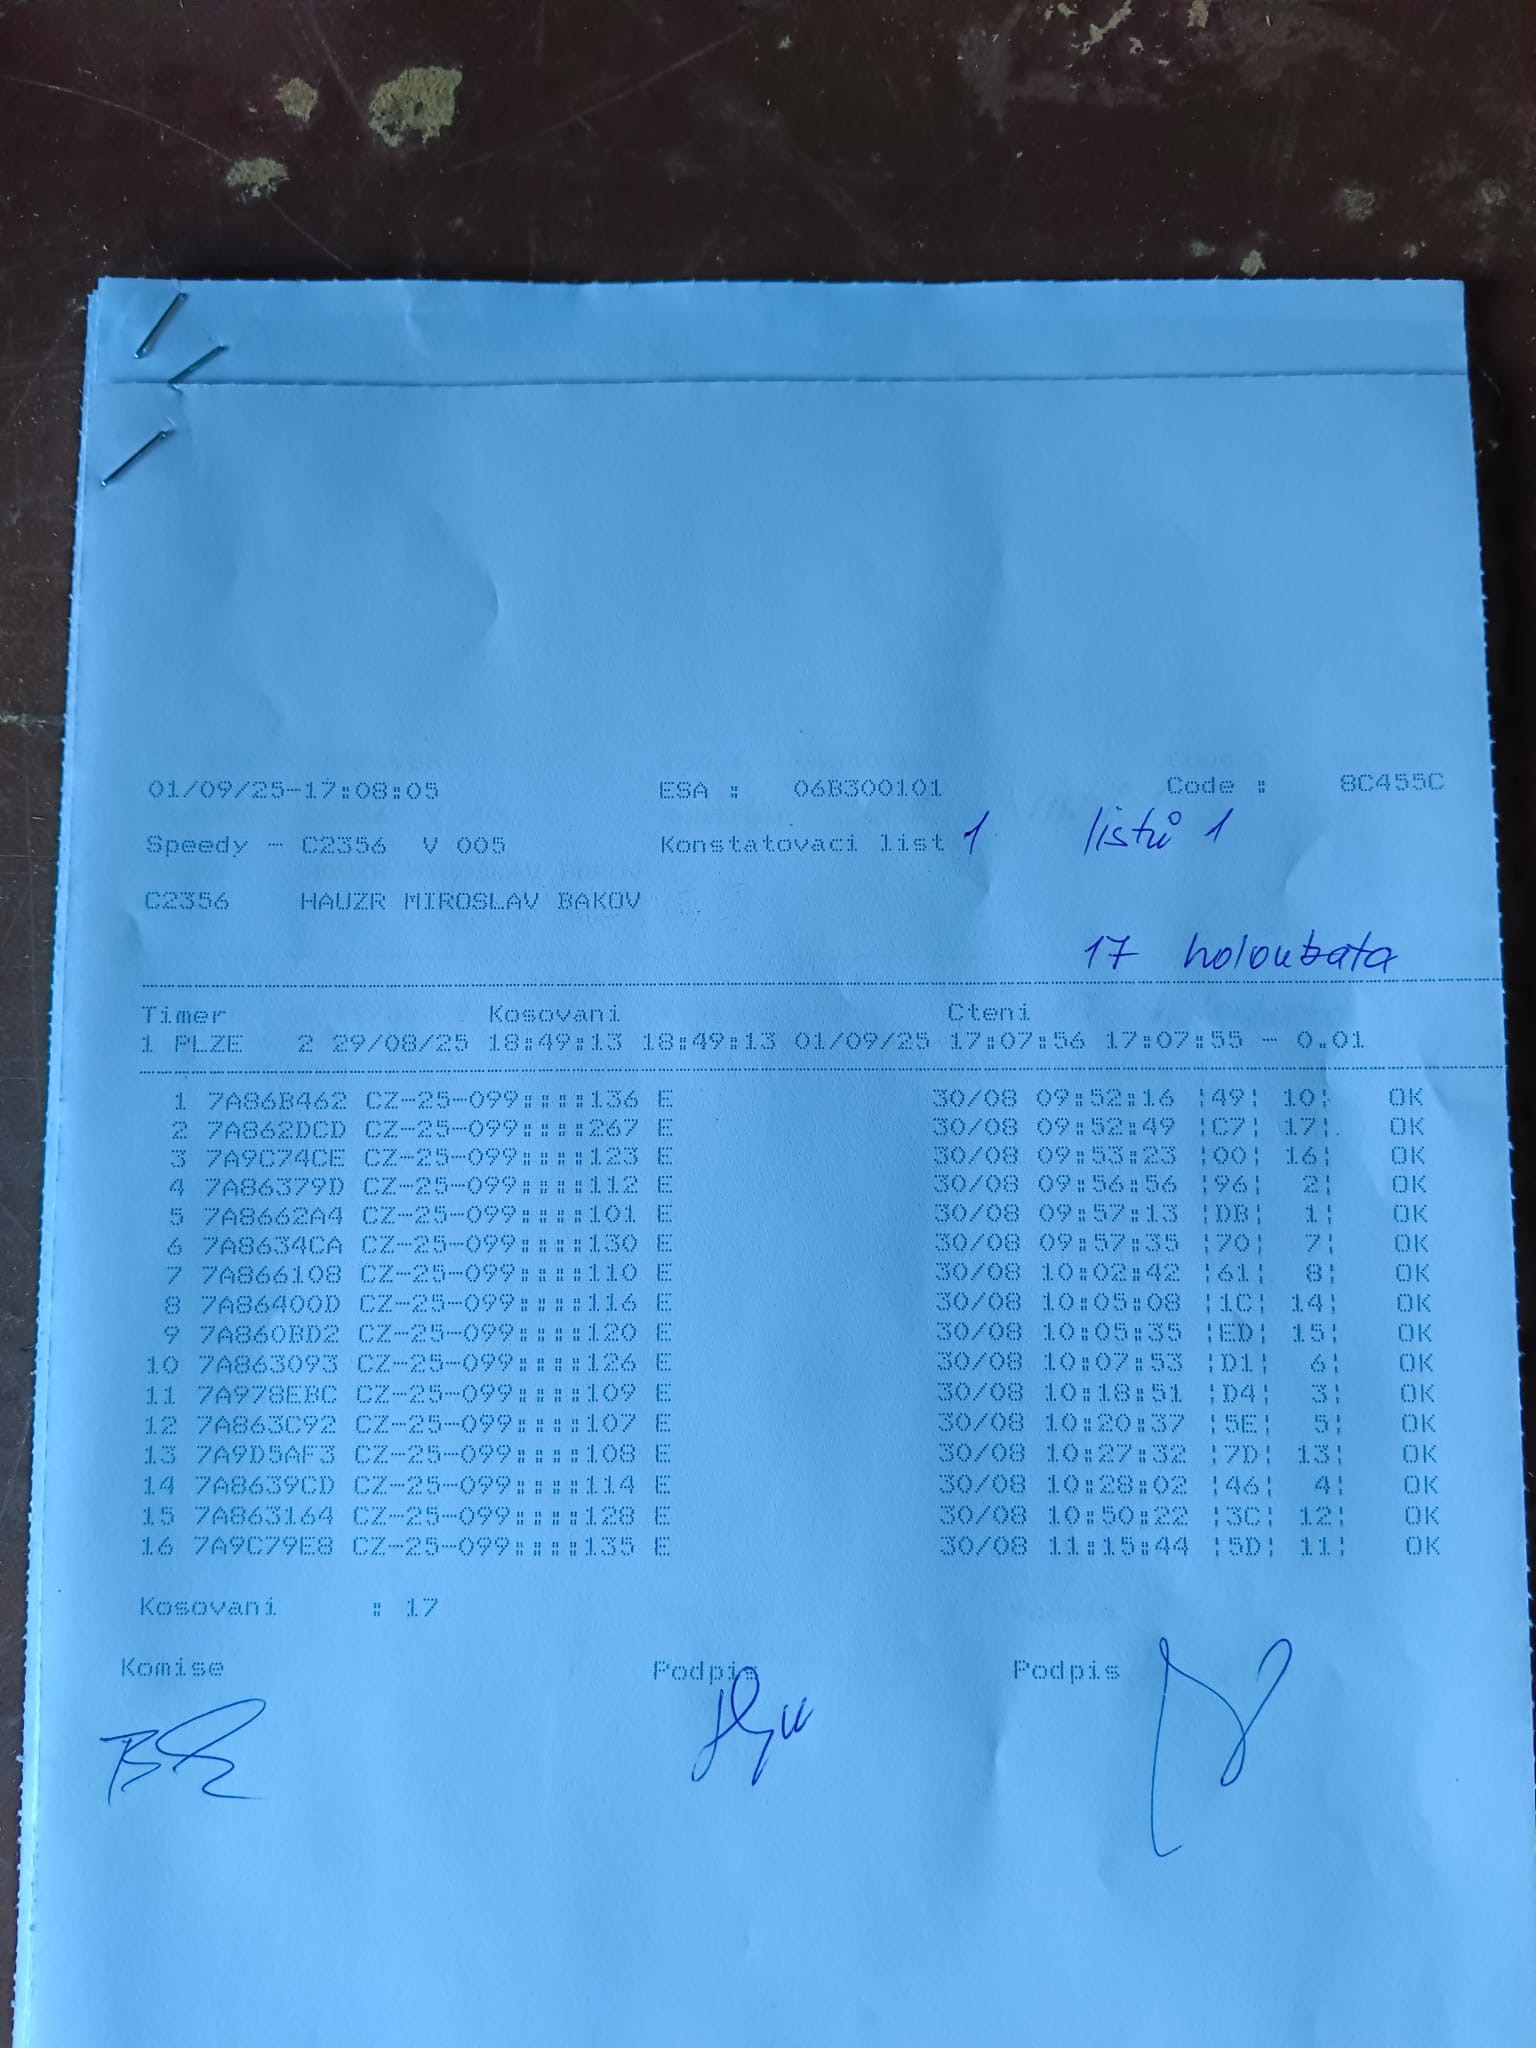 01/09/25-17:08:05 ESA : 06B300101 Code : 8C455C
Speedy - C2356 V 005 Konstatovaci list 1 listů 1
C2356 HAUZR MIROSLAV BAKOV
17 holoubata
Timer Kosovani Cteni
1 PLZE 2 29/08/25 18:49:13 18:49:13 01/09/25 17:07:56 17:07:55 - 0.01
1 7A86B462 CZ-25-099::::136 E 30/08 09:52:16 |49| 10| OK
2 7A862DCD CZ-25-099::::267 E 30/08 09:52:49 |C7| 17| OK
3 7A9C74CE CZ-25-099::::123 E 30/08 09:53:23 |00| 16| OK
4 7A86379D CZ-25-099::::112 E 30/08 09:56:56 |96| 2| OK
5 7A8662A4 CZ-25-099::::101 E 30/08 09:57:13 |DB| 1| OK
6 7A8634CA CZ-25-099::::130 E 30/08 09:57:35 |70| 7| OK
7 7A866108 CZ-25-099::::110 E 30/08 10:02:42 |61| 8| OK
8 7A86400D CZ-25-099::::116 E 30/08 10:05:08 |1C| 14| OK
9 7A860BD2 CZ-25-099::::120 E 30/08 10:05:35 |ED| 15| OK
10 7A863093 CZ-25-099::::126 E 30/08 10:07:53 |D1| 6| OK
11 7A978EBC CZ-25-099::::109 E 30/08 10:18:51 |D4| 3| OK
12 7A863C92 CZ-25-099::::107 E 30/08 10:20:37 |5E| 5| OK
13 7A9D5AF3 CZ-25-099::::108 E 30/08 10:27:32 |7D| 13| OK
14 7A8639CD CZ-25-099::::114 E 30/08 10:28:02 |46| 4| OK
15 7A863164 CZ-25-099::::128 E 30/08 10:50:22 |3C| 12| OK
16 7A9C79E8 CZ-25-099::::135 E 30/08 11:15:44 |5D| 11| OK
Kosovani : 17
Komise Podpis Podpis